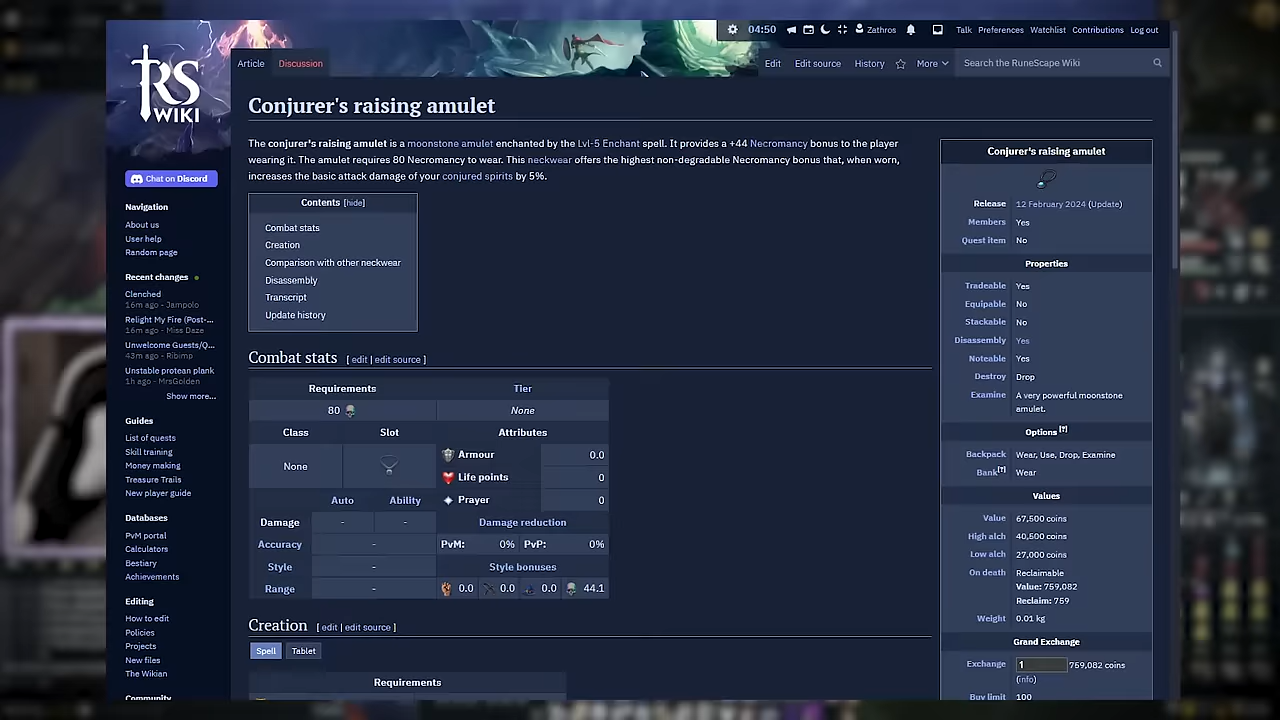 04:50
Zathros
Talk
Preferences
Watchlist
Contributions
Log out
RS
WIKI
Article
Discussion
Edit
Edit source
History
More
Search the RuneScape Wiki
Chat on Discord
Navigation
About us
User help
Random page
Recent changes
Clenched
16m ago - Jampolo
Relight My Fire (Post-...
16m ago - Miss Daze
Unwelcome Guests/Q...
43m ago - Ribimp
Unstable protean plank
1h ago - MrsGolden
Show more...
Guides
List of quests
Skill training
Money making
Treasure Trails
New player guide
Databases
PvM portal
Calculators
Bestiary
Achievements
Editing
How to edit
Policies
Projects
New files
The Wikian
Community
Conjurer's raising amulet
The conjurer's raising amulet is a moonstone amulet enchanted by the Lvl-5 Enchant spell. It provides a +44 Necromancy bonus to the player
wearing it. The amulet requires 80 Necromancy to wear. This neckwear offers the highest non-degradable Necromancy bonus that, when worn,
increases the basic attack damage of your conjured spirits by 5%.
Contents [hide]
Combat stats
Creation
Comparison with other neckwear
Disassembly
Transcript
Update history
Combat stats [ edit | edit source ]
Requirements Tier
80 None
Class Slot Attributes
None
Armour 0.0
Life points 0
Prayer 0
Auto Ability
Damage - - Damage reduction
Accuracy - PvM: 0% PvP: 0%
Style - Style bonuses
Range - 0.0 0.0 0.0 44.1
Creation [ edit | edit source ]
Spell Tablet
Requirements
Conjurer's raising amulet
Release 12 February 2024 (Update)
Members Yes
Quest item No
Properties
Tradeable Yes
Equipable No
Stackable No
Disassembly Yes
Noteable Yes
Destroy Drop
Examine A very powerful moonstone
amulet.
Options [?]
Backpack Wear, Use, Drop, Examine
Bank[?] Wear
Values
Value 67,500 coins
High alch 40,500 coins
Low alch 27,000 coins
On death Reclaimable
Value: 759,082
Reclaim: 759
Weight 0.01 kg
Grand Exchange
Exchange 1 759,082 coins
(info)
Buy limit 100